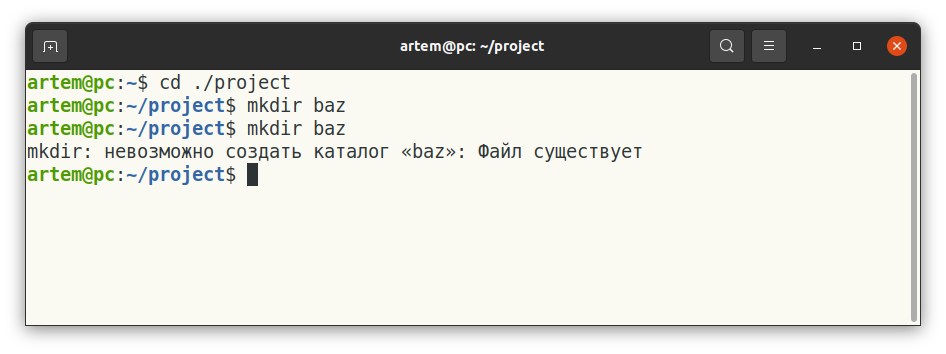 artem@pc: ~/project
artem@pc:~$ cd ./project
artem@pc:~/project$ mkdir baz
artem@pc:~/project$ mkdir baz
mkdir: невозможно создать каталог «baz»: Файл существует
artem@pc:~/project$